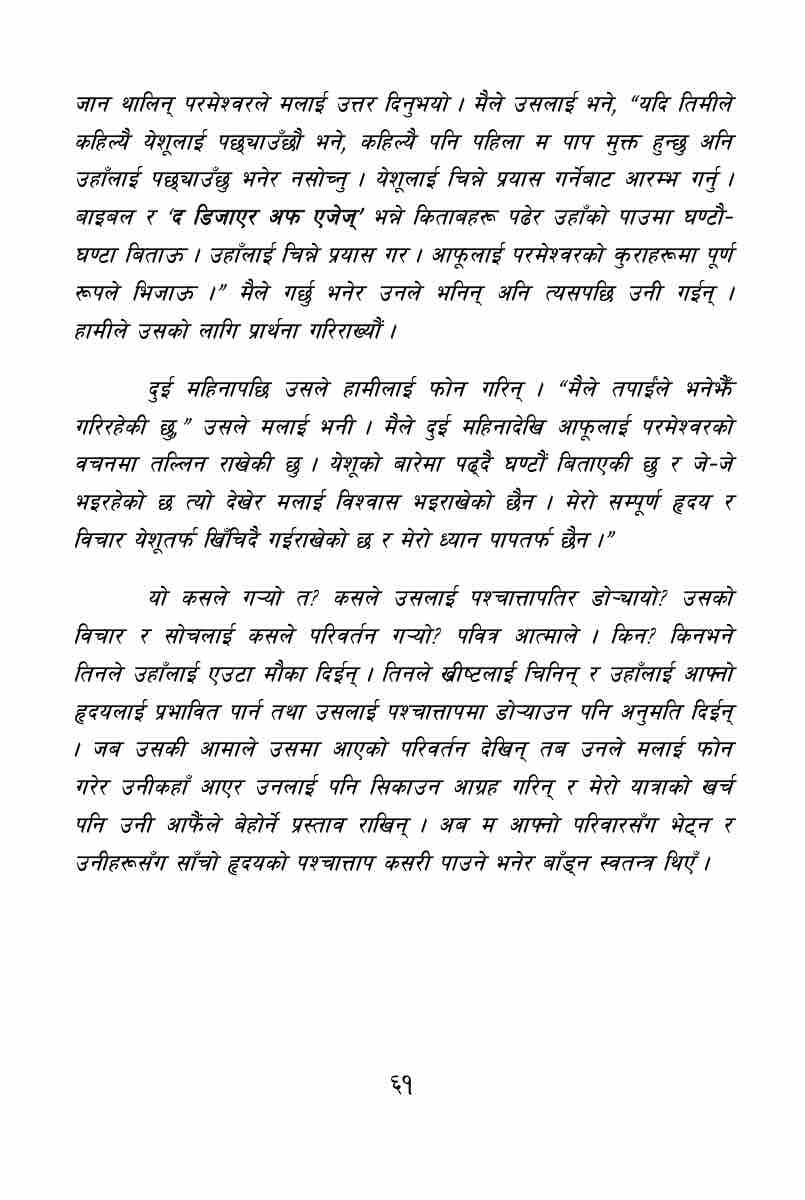 जान थालिन् परमेश्वरले मलाई उत्तर दिनुभयो । मैले उसलाई भने, “यदि तिमीले
कहिल्यै येशूलाई पछ्याउँछौ भने, कहिल्यै पनि पहिला म पाप मुक्त हुन्छु अनि
उहाँलाई पछ्याउँछु भनेर नसोच्नु । येशूलाई चिन्ने प्रयास गर्नेबाट आरम्भ गर्नु ।
बाइबल र ‘द डिजाएर अफ एजेज्’ भन्ने किताबहरू पढेर उहाँको पाउमा घण्टौ-
घण्टा बिताऊ । उहाँलाई चिन्ने प्रयास गर । आफूलाई परमेश्वरको कुराहरूमा पूर्ण
रूपले भिजाऊ ।” मैले गर्छु भनेर उनले भनिन् अनि त्यसपछि उनी गईन् ।
हामीले उसको लागि प्रार्थना गरिराख्यौं ।
दुई महिनापछि उसले हामीलाई फोन गरिन् । “मैले तपाईंले भनेझैँ
गरिरहेकी छु,” उसले मलाई भनी । मैले दुई महिनादेखि आफूलाई परमेश्वरको
वचनमा तल्लिन राखेकी छु । येशूको बारेमा पढ्दै घण्टौं बिताएकी छु र जे-जे
भइरहेको छ त्यो देखेर मलाई विश्वास भइराखेको छैन । मेरो सम्पूर्ण हृदय र
विचार येशूतर्फ खिँचिदै गईराखेको छ र मेरो ध्यान पापतर्फ छैन ।”
यो कसले गऱ्यो त? कसले उसलाई पश्चात्तापतिर डोऱ्यायो? उसको
विचार र सोचलाई कसले परिवर्तन गऱ्यो? पवित्र आत्माले । किन? किनभने
तिनले उहाँलाई एउटा मौका दिईन् । तिनले ख्रीष्टलाई चिनिन् र उहाँलाई आफ्नो
हृदयलाई प्रभावित पार्न तथा उसलाई पश्चात्तापमा डोऱ्याउन पनि अनुमति दिईन्
। जब उसकी आमाले उसमा आएको परिवर्तन देखिन् तब उनले मलाई फोन
गरेर उनीकहाँ आएर उनलाई पनि सिकाउन आग्रह गरिन् र मेरो यात्राको खर्च
पनि उनी आफैंले बेहोर्ने प्रस्ताव राखिन् । अब म आफ्नो परिवारसँग भेट्न र
उनीहरूसँग साँचो हृदयको पश्चात्ताप कसरी पाउने भनेर बाँड्न स्वतन्त्र थिएँ ।
६१